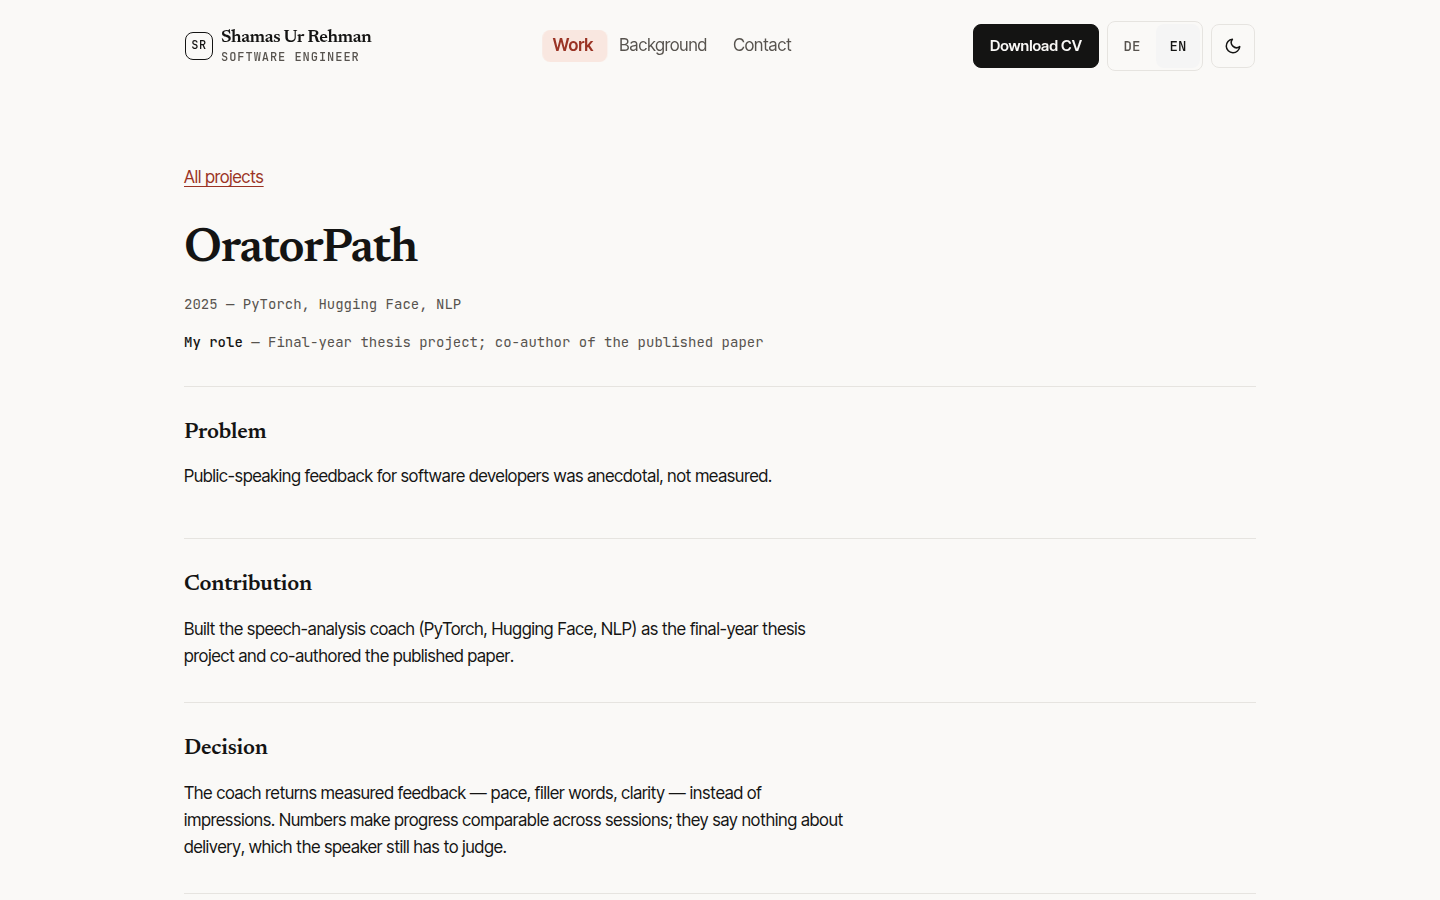 SR
Shamas Ur Rehman
SOFTWARE ENGINEER
Work
Background
Contact
Download CV
DE
EN
All projects
OratorPath
2025 — PyTorch, Hugging Face, NLP
My role — Final-year thesis project; co-author of the published paper
Problem
Public-speaking feedback for software developers was anecdotal, not measured.
Contribution
Built the speech-analysis coach (PyTorch, Hugging Face, NLP) as the final-year thesis
project and co-authored the published paper.
Decision
The coach returns measured feedback — pace, filler words, clarity — instead of
impressions. Numbers make progress comparable across sessions; they say nothing about
delivery, which the speaker still has to judge.